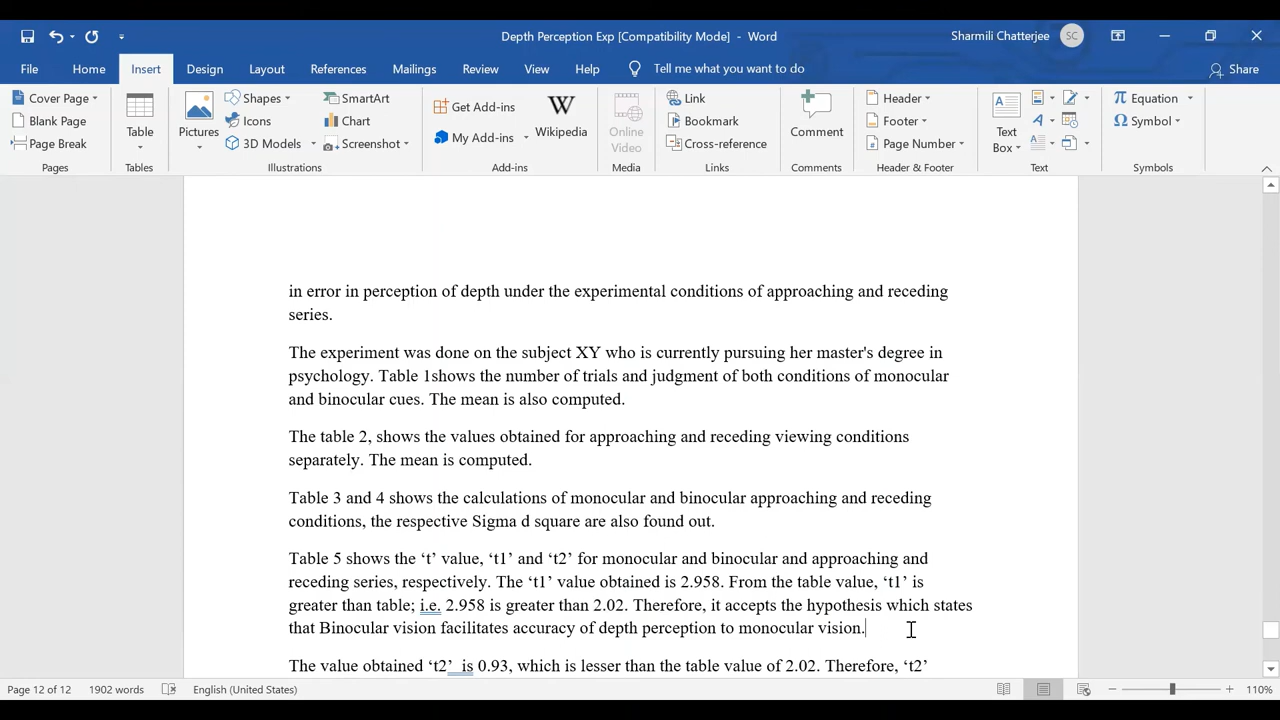 Depth Perception Exp [Compatibility Mode] - Word
Sharmili Chatterjee SC
File Home Insert Design Layout References Mailings Review View Help Tell me what you want to do Share
Cover Page
Blank Page
Page Break
Pages
Table
Tables
Pictures
Shapes
Icons
3D Models
SmartArt
Chart
Screenshot
Illustrations
Get Add-ins
My Add-ins
W
Wikipedia
Add-ins
Online
Video
Media
Link
Bookmark
Cross-reference
Links
Comment
Comments
Header
Footer
Page Number
Header & Footer
Text
Box
Text
Equation
Symbol
Symbols
in error in perception of depth under the experimental conditions of approaching and receding
series.
The experiment was done on the subject XY who is currently pursuing her master's degree in
psychology. Table 1shows the number of trials and judgment of both conditions of monocular
and binocular cues. The mean is also computed.
The table 2, shows the values obtained for approaching and receding viewing conditions
separately. The mean is computed.
Table 3 and 4 shows the calculations of monocular and binocular approaching and receding
conditions, the respective Sigma d square are also found out.
Table 5 shows the ‘t’ value, ‘t1’ and ‘t2’ for monocular and binocular and approaching and
receding series, respectively. The ‘t1’ value obtained is 2.958. From the table value, ‘t1’ is
greater than table; i.e. 2.958 is greater than 2.02. Therefore, it accepts the hypothesis which states
that Binocular vision facilitates accuracy of depth perception to monocular vision.
The value obtained ‘t2’ is 0.93, which is lesser than the table value of 2.02. Therefore, ‘t2’
Page 12 of 12 1902 words English (United States) 110%